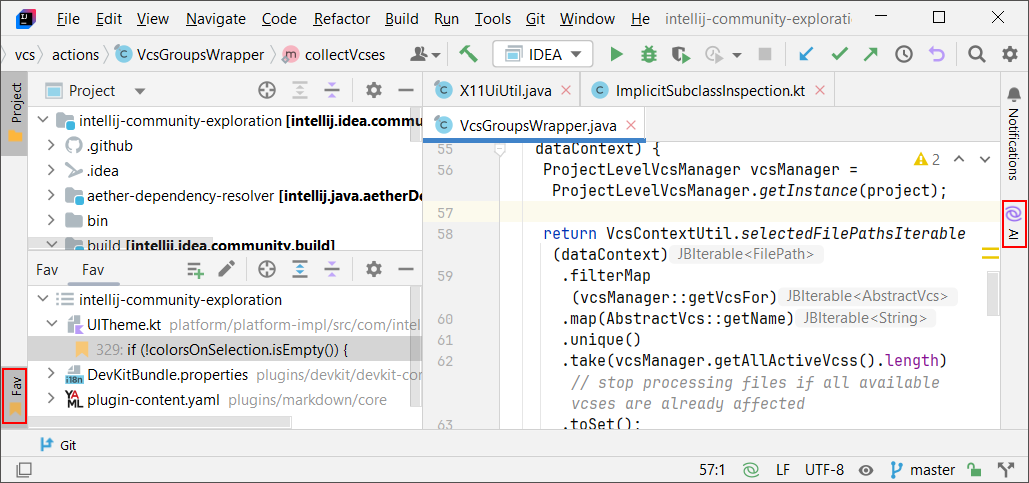 File Edit View Navigate Code Refactor Build Run Tools Git Window Help intellij-community-exploration
vcs actions VcsGroupsWrapper collectVcses IDEA
Project
Project
X11UiUtil.java ImplicitSubclassInspection.kt
VcsGroupsWrapper.java
Notifications
AI
intellij-community-exploration [intellij.idea.commu
.github
.idea
aether-dependency-resolver [intellij.java.aetherDe
bin
build [intellij.idea.community.build]
Fav Fav
intellij-community-exploration
UITheme.kt platform/platform-impl/src/com/intel
329: if (!colorsOnSelection.isEmpty()) {
DevKitBundle.properties plugins/devkit/devkit-co
plugin-content.yaml plugins/markdown/core
Fav
55 dataContext) {
2
56 ProjectLevelVcsManager vcsManager =
ProjectLevelVcsManager.getInstance(project);
57
58 return VcsContextUtil.selectedFilePathsIterable
(dataContext) JBIterable<FilePath>
59 .filterMap
(vcsManager::getVcsFor) JBIterable<AbstractVcs>
60 .map(AbstractVcs::getName) JBIterable<String>
61 .unique()
62 .take(vcsManager.getAllActiveVcss().length)
// stop processing files if all available
vcses are already affected
63 .toSet();
Git
57:1 LF UTF-8 master